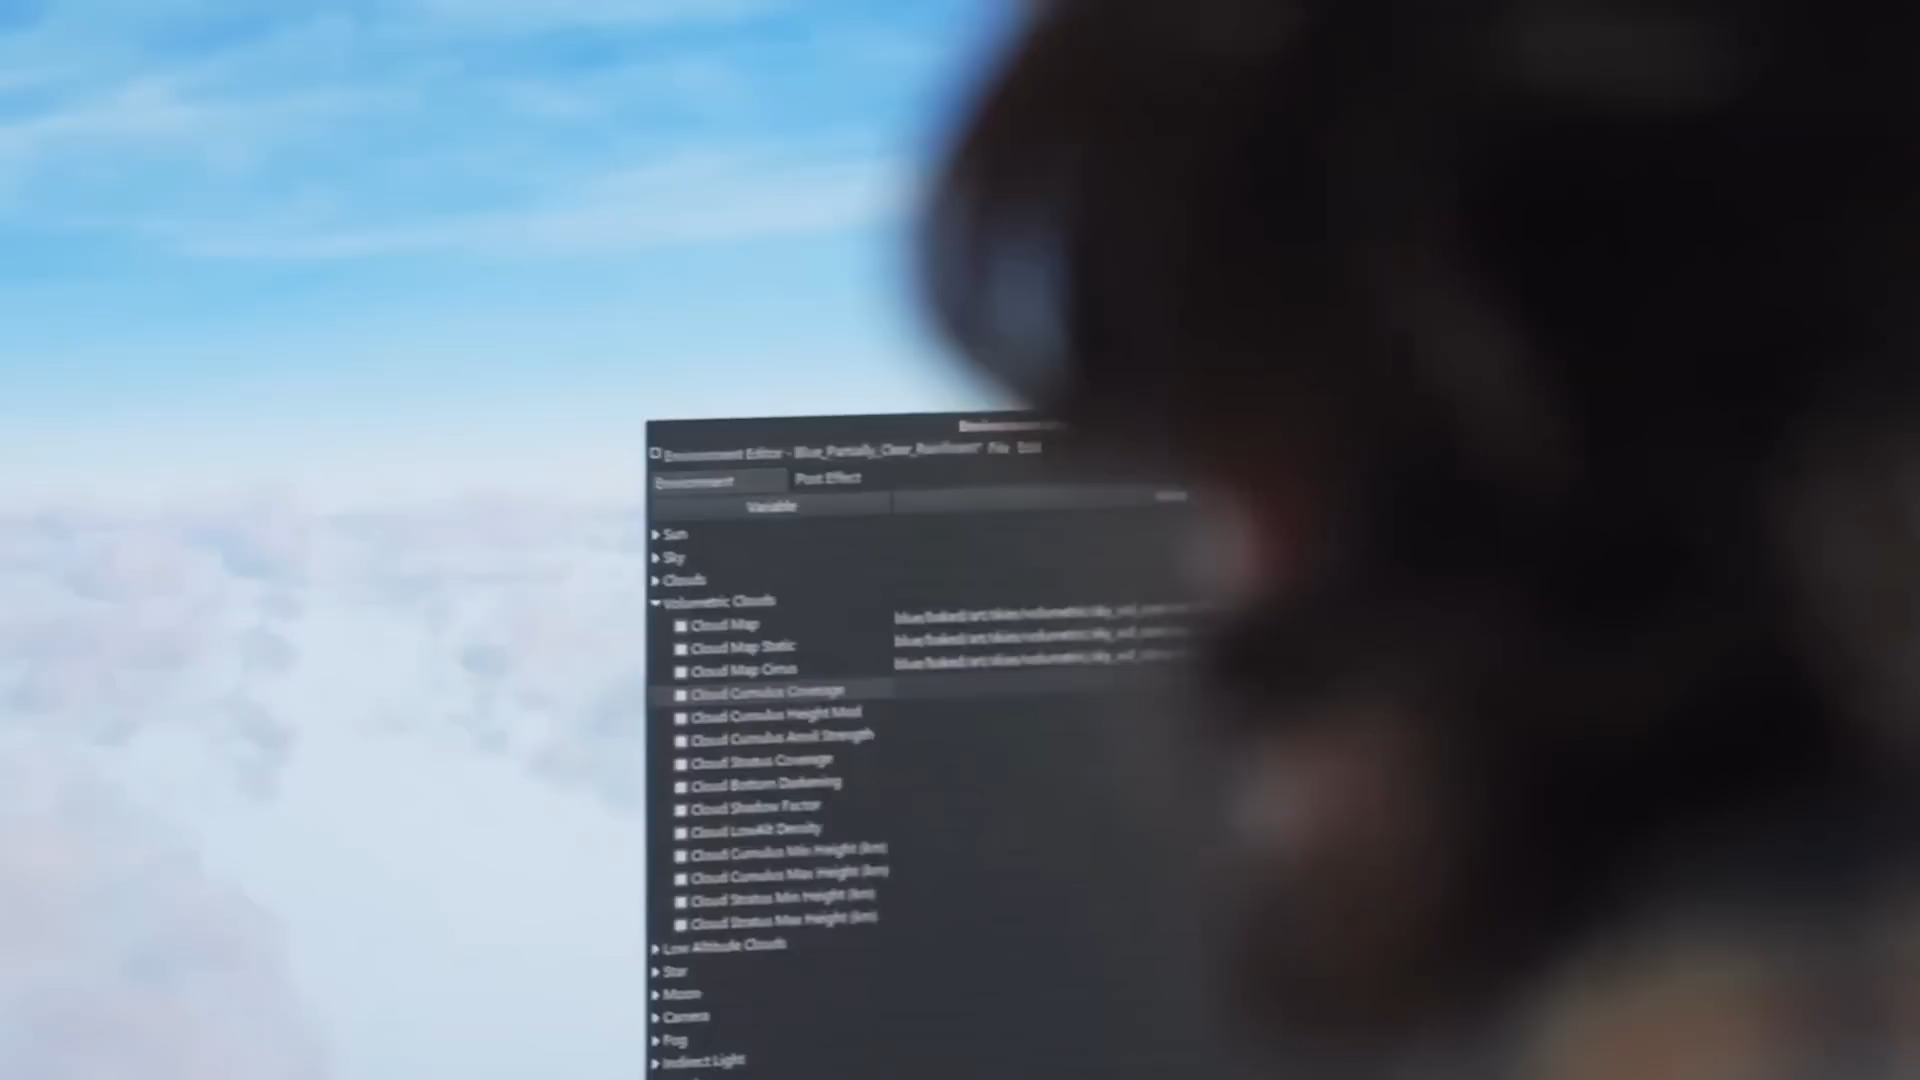 Environment Editor - Blue_Partially_Clear_Rainforest* File Edit
Environment Post Effect
Variable
Sun
Sky
Clouds
Volumetric Clouds
Cloud Map
Cloud Map Static
Cloud Map Cirrus
Cloud Cumulus Coverage
Cloud Cumulus Height Mod
Cloud Cumulus Anvil Strength
Cloud Stratus Coverage
Cloud Bottom Darkening
Cloud Shadow Factor
Cloud LowAlt Density
Cloud Cumulus Min Height (km)
Cloud Cumulus Max Height (km)
Cloud Stratus Min Height (km)
Cloud Stratus Max Height (km)
Low Altitude Clouds
Star
Moon
Camera
Fog
Indirect Light